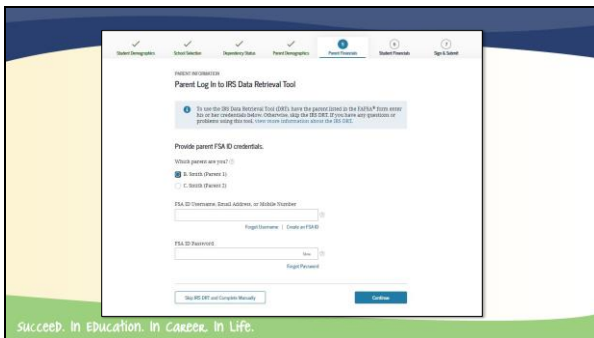 Student Demographics School Selection Dependency Status Parent Demographics Parent Financials Student Financials Sign & Submit
PARENT INFORMATION
Parent Log In to IRS Data Retrieval Tool
To use the IRS Data Retrieval Tool (DRT), have the parent listed in the FAFSA® form enter
his or her credentials below. Otherwise, skip the IRS DRT. If you have any questions or
problems using this tool, view more information about the IRS DRT.
Provide parent FSA ID credentials.
Which parent are you?
B. Smith (Parent 1)
C. Smith (Parent 2)
FSA ID Username, Email Address, or Mobile Number
Forgot Username | Create an FSA ID
FSA ID Password
Forgot Password
Skip IRS DRT and Complete Manually Continue
Succeed. In Education. In Career. In Life.